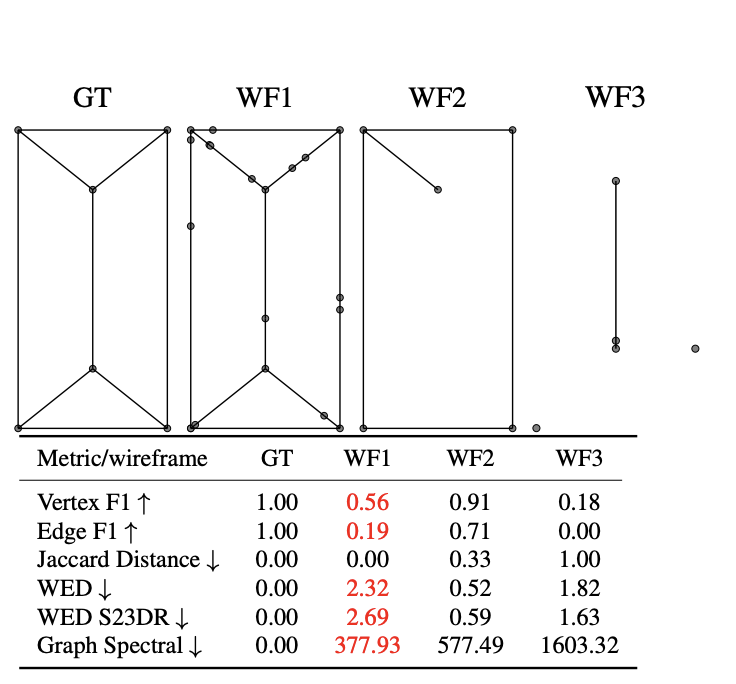 GT WF1 WF2 WF3
Metric/wireframe GT WF1 WF2 WF3
Vertex F1 ↑ 1.00 0.56 0.91 0.18
Edge F1 ↑ 1.00 0.19 0.71 0.00
Jaccard Distance ↓ 0.00 0.00 0.33 1.00
WED ↓ 0.00 2.32 0.52 1.82
WED S23DR ↓ 0.00 2.69 0.59 1.63
Graph Spectral ↓ 0.00 377.93 577.49 1603.32